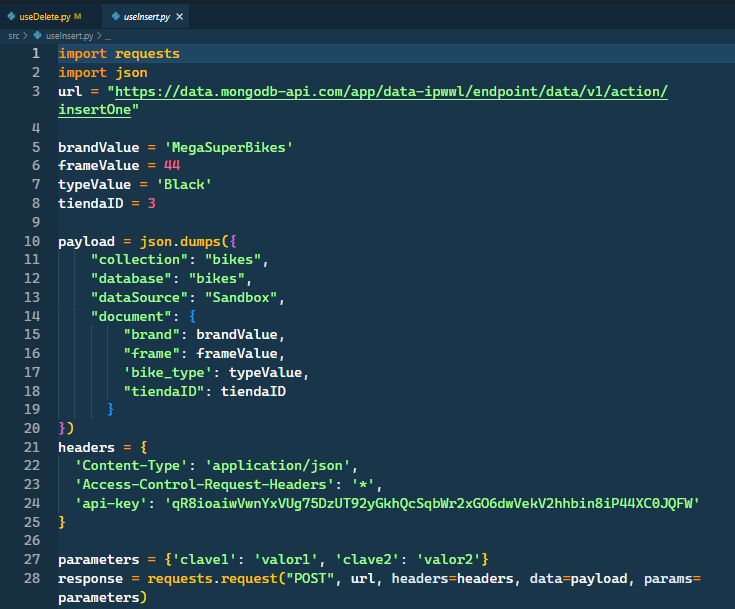 useDelete.py M
useInsert.py ×
src > useInsert.py > ...
1 import requests
2 import json
3 url = "https://data.mongodb-api.com/app/data-ipwwl/endpoint/data/v1/action/
insertOne"
4
5 brandValue = 'MegaSuperBikes'
6 frameValue = 44
7 typeValue = 'Black'
8 tiendaID = 3
9
10 payload = json.dumps({
11     "collection": "bikes",
12     "database": "bikes",
13     "dataSource": "Sandbox",
14     "document": {
15         "brand": brandValue,
16         "frame": frameValue,
17         'bike_type': typeValue,
18         "tiendaID": tiendaID
19       }
20 })
21 headers = {
22   'Content-Type': 'application/json',
23   'Access-Control-Request-Headers': '*',
24   'api-key': 'qR8ioaiwVwnYxVUg75DzUT92yGkhQcSqbWr2xGO6dwVekV2hhbin8iP44XC0JQFW'
25 }
26
27 parameters = {'clave1': 'valor1', 'clave2': 'valor2'}
28 response = requests.request("POST", url, headers=headers, data=payload, params=
parameters)